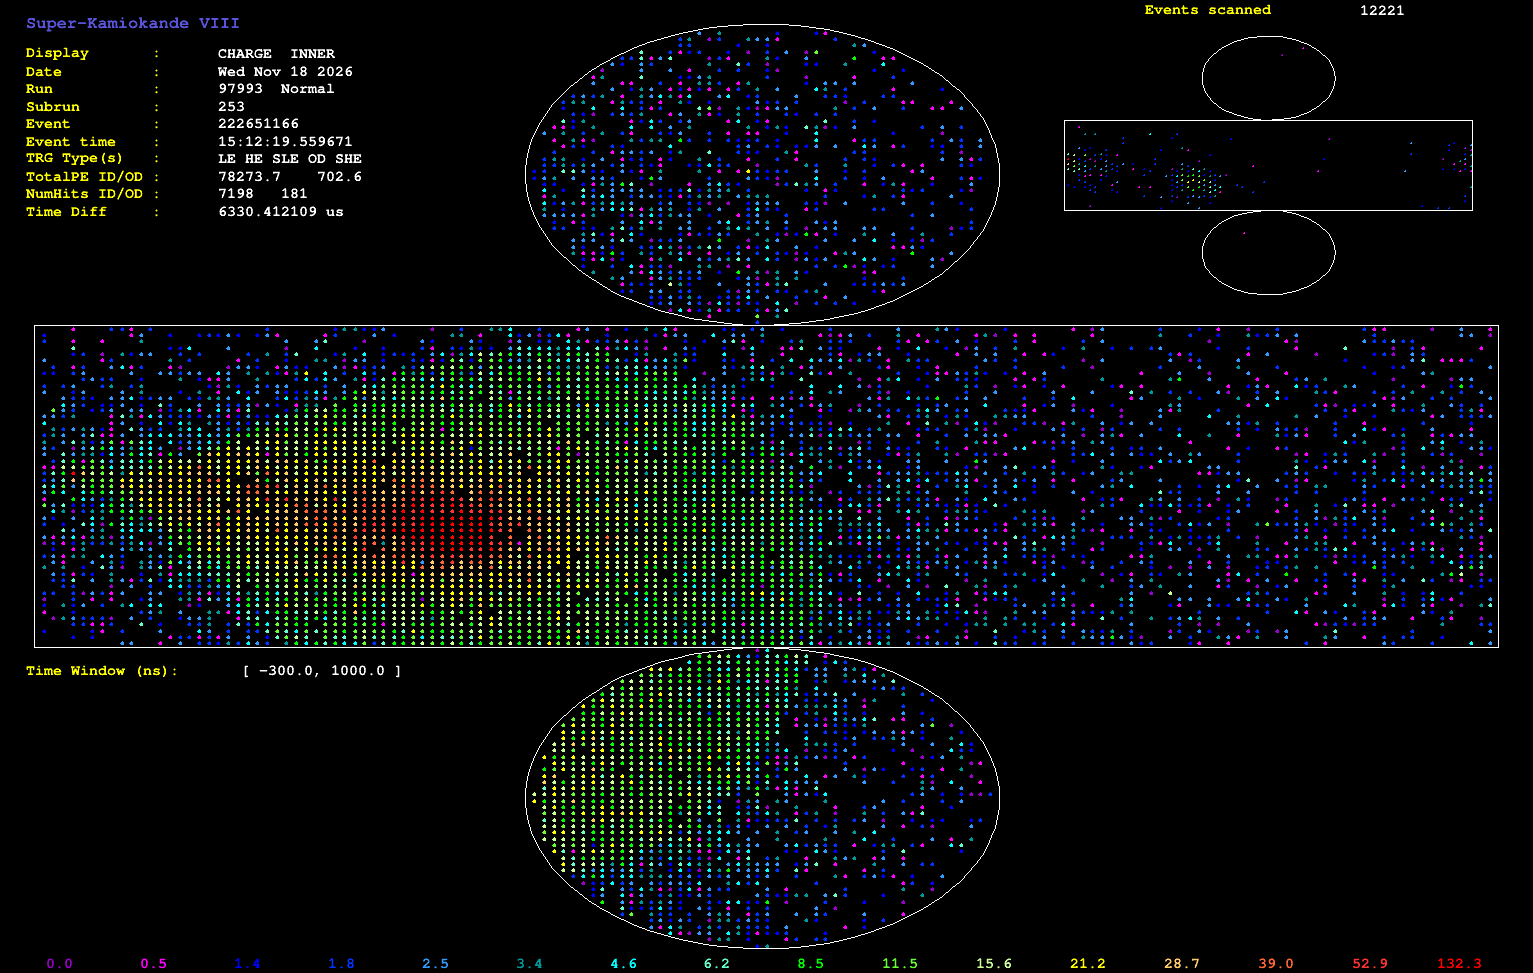 Super-Kamiokande VIII
Events scanned 12221
Display : CHARGE INNER
Date : Wed Nov 18 2026
Run : 97993 Normal
Subrun : 253
Event : 222651166
Event time : 15:12:19.559671
TRG Type(s) : LE HE SLE OD SHE
TotalPE ID/OD : 78273.7 702.6
NumHits ID/OD : 7198 181
Time Diff : 6330.412109 us
Time Window (ns): [ -300.0, 1000.0 ]
0.0 0.5 1.4 1.8 2.5 3.4 4.6 6.2 8.5 11.5 15.6 21.2 28.7 39.0 52.9 132.3